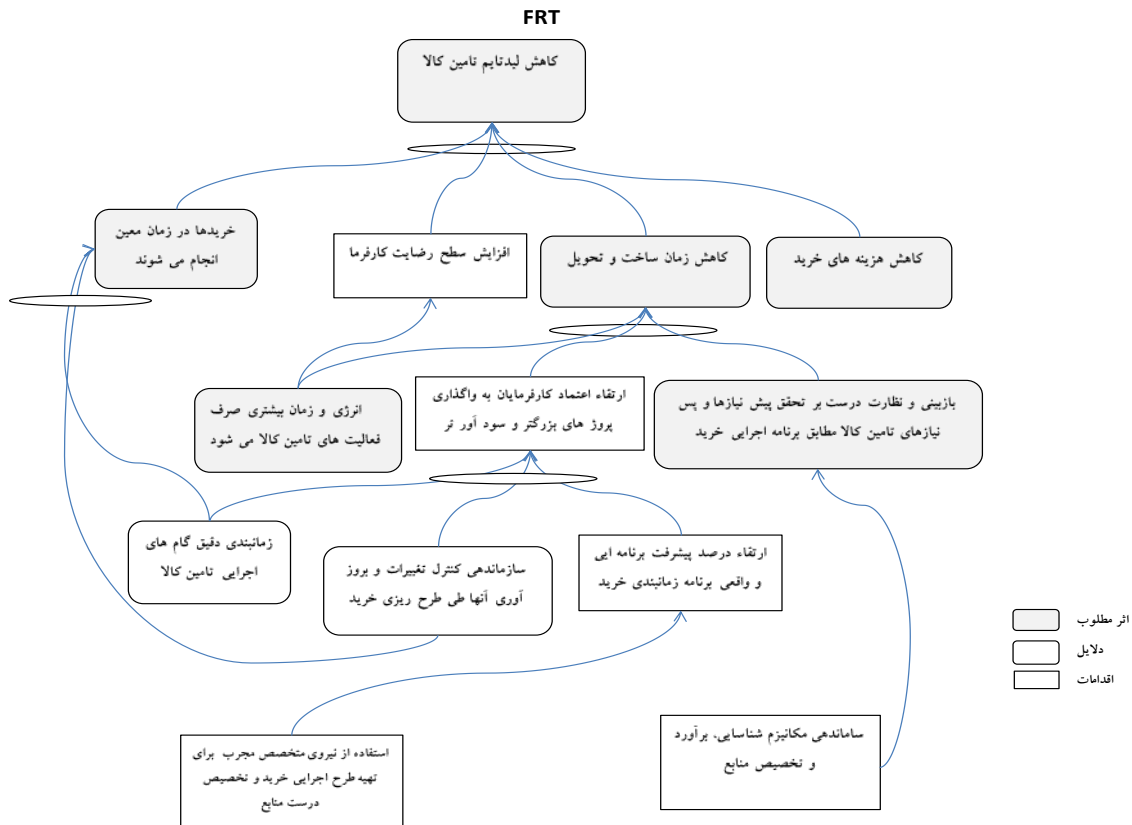 FRT
کاهش لیدتایم تامین کالا
خریدها در زمان معین
انجام می شوند
افزایش سطح رضایت کارفرما
کاهش زمان ساخت و تحویل
کاهش هزینه های خرید
انرژی و زمان بیشتری صرف
فعالیت های تامین کالا می شود
ارتقاء اعتماد کارفرمایان به واگذاری
پروژ های بزرگتر و سود آور تر
بازبینی و نظارت درست بر تحقق پیش نیازها و پس
نیازهای تامین کالا مطابق برنامه اجرایی خرید
زمانبندی دقیق گام های
اجرایی تامین کالا
سازماندهی کنترل تغییرات و بروز
آوری آنها طی طرح ریزی خرید
ارتقاء درصد پیشرفت برنامه ایی
و واقعی برنامه زمانبندی خرید
اثر مطلوب
دلایل
اقدامات
استفاده از نیروی متخصص مجرب برای
تهیه طرح اجرایی خرید و تخصیص
درست منابع
ساماندهی مکانیزم شناسایی، برآورد
و تخصیص منابع